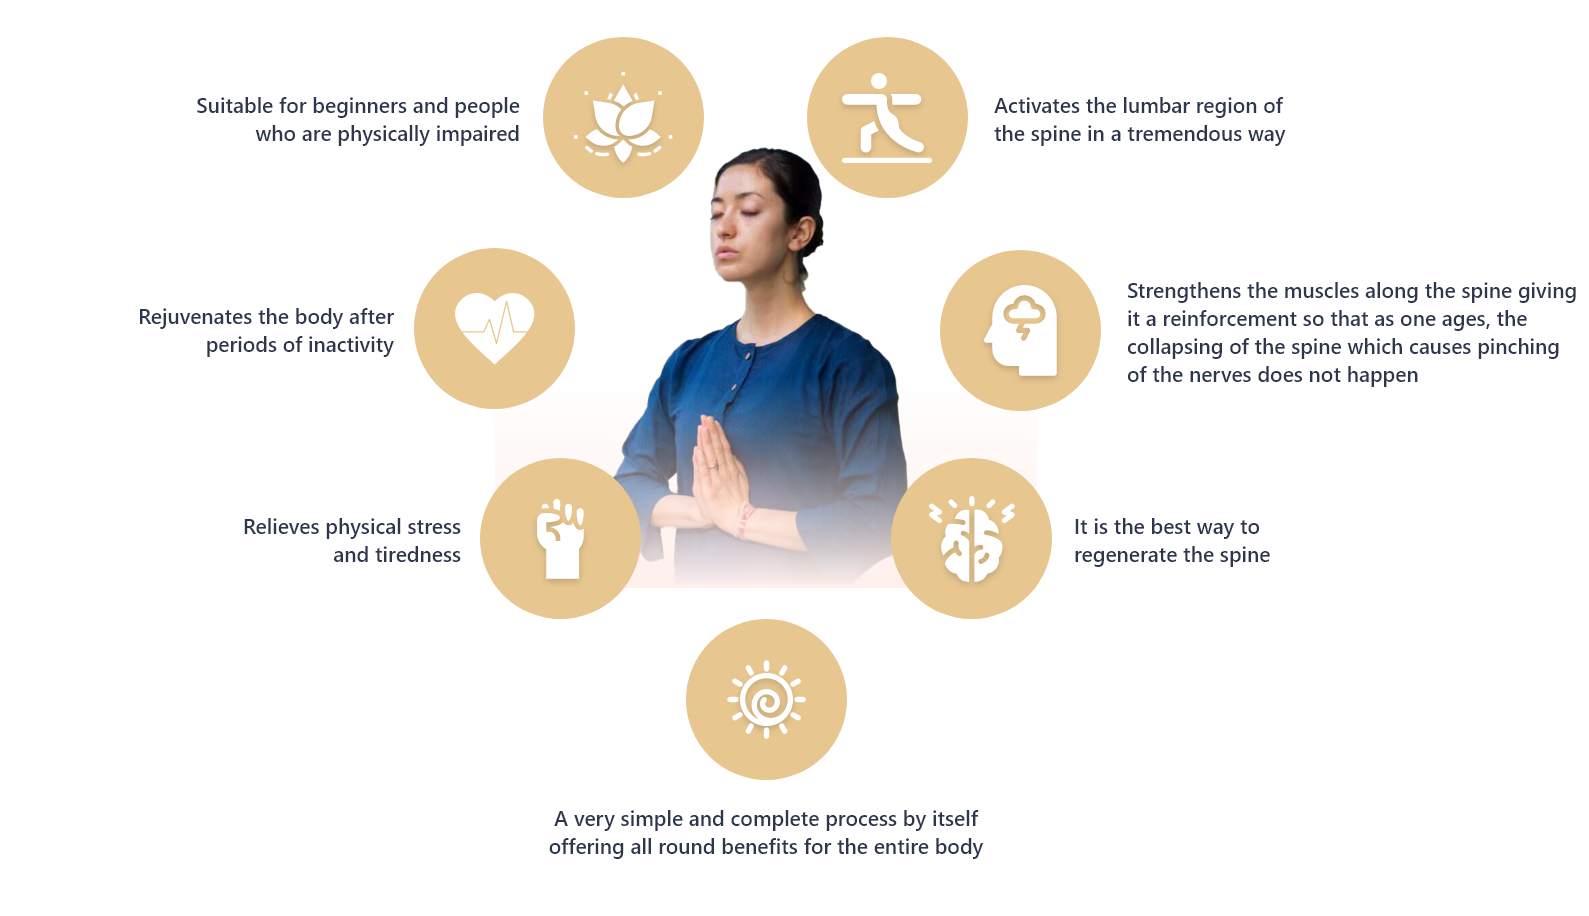 Suitable for beginners and people
who are physically impaired
Activates the lumbar region of
the spine in a tremendous way
Rejuvenates the body after
periods of inactivity
Strengthens the muscles along the spine giving
it a reinforcement so that as one ages, the
collapsing of the spine which causes pinching
of the nerves does not happen
Relieves physical stress
and tiredness
It is the best way to
regenerate the spine
A very simple and complete process by itself
offering all round benefits for the entire body